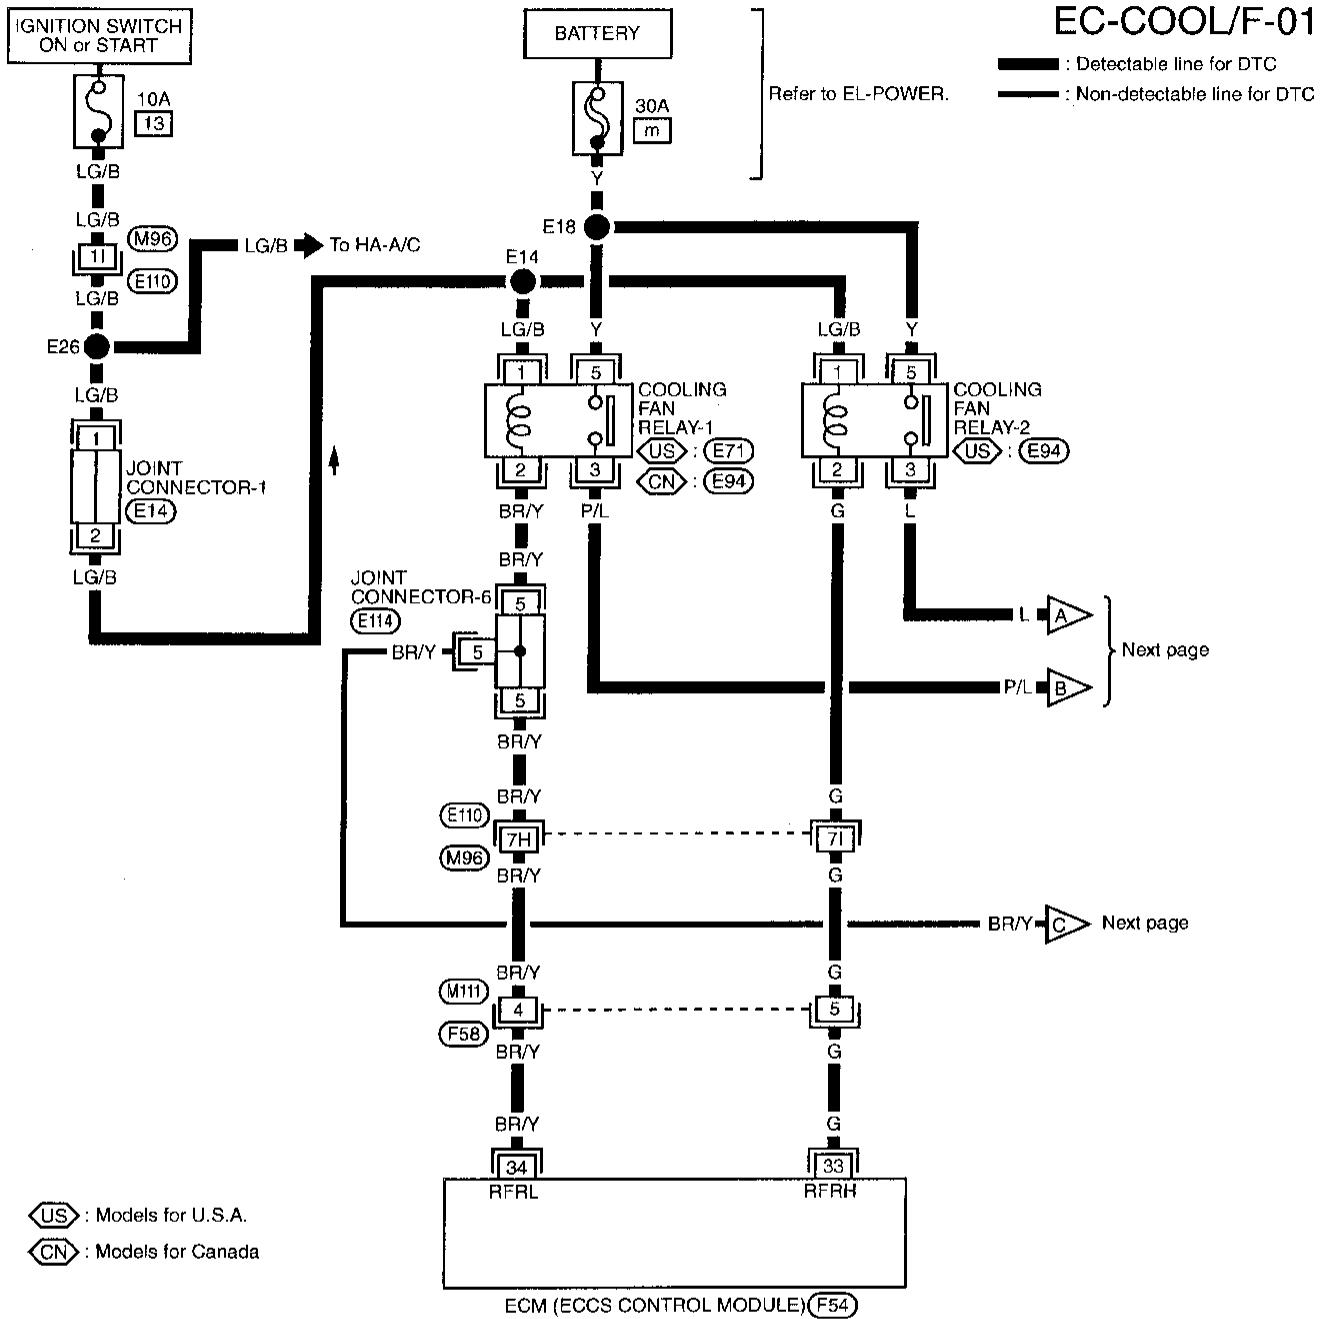 EC-COOL/F-01
IGNITION SWITCH
ON or START
BATTERY
: Detectable line for DTC
: Non-detectable line for DTC
Refer to EL-POWER.
10A
13
30A
m
LG/B
Y
LG/B
M96
1I
E110
LG/B
LG/B
To HA-A/C
E18
E14
E26
LG/B
Y
LG/B
Y
LG/B
1
5
1
5
COOLING
FAN
RELAY-1
US : E71
CN : E94
COOLING
FAN
RELAY-2
US : E94
1
JOINT
CONNECTOR-1
E14
2
LG/B
2
3
2
3
BR/Y
P/L
G
L
BR/Y
JOINT
CONNECTOR-6
E114
5
BR/Y
5
5
L
A
Next page
P/L
B
BR/Y
BR/Y
G
E110
7H
7I
M96
BR/Y
G
BR/Y
C
Next page
BR/Y
G
M111
4
5
F58
BR/Y
G
BR/Y
G
34
33
RFRL
RFRH
US : Models for U.S.A.
CN : Models for Canada
ECM (ECCS CONTROL MODULE) F54